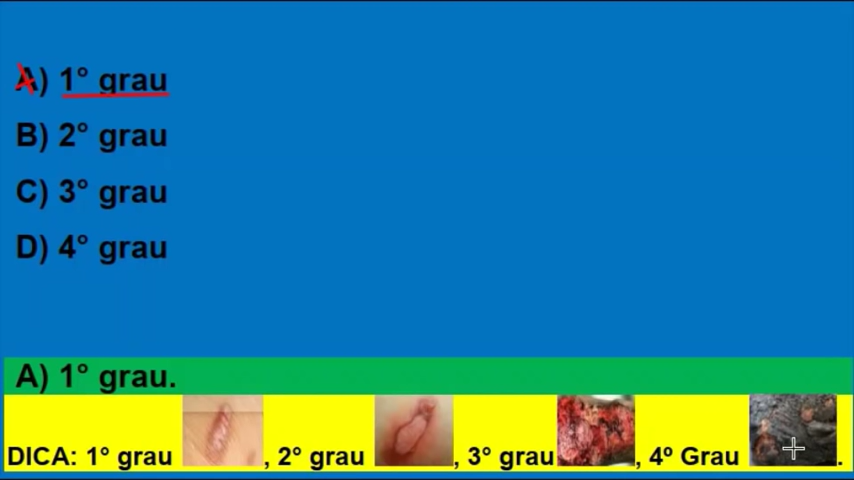 A) 1° grau
B) 2° grau
C) 3° grau
D) 4° grau
A) 1° grau.
DICA: 1° grau , 2° grau , 3° grau , 4º Grau .